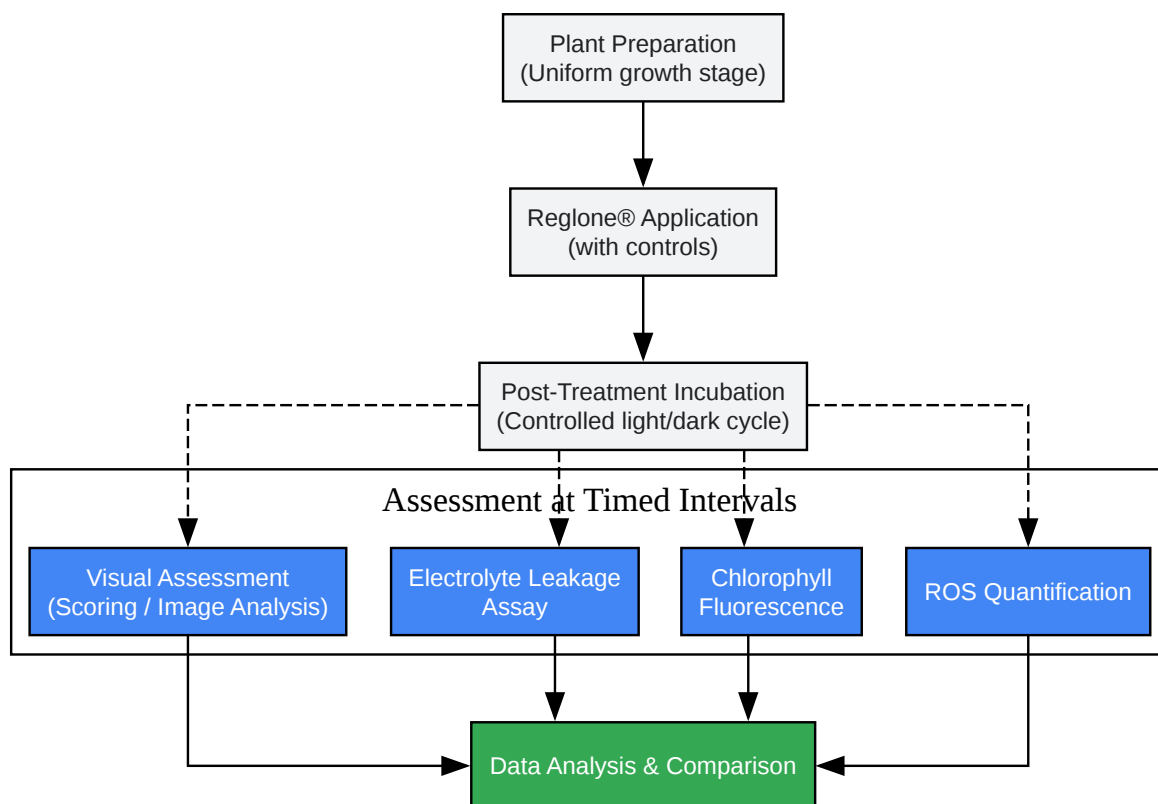 Plant Preparation
(Uniform growth stage)
Reglone® Application
(with controls)
Post-Treatment Incubation
(Controlled light/dark cycle)
Assessment at Timed Intervals
Visual Assessment
(Scoring / Image Analysis)
Electrolyte Leakage
Assay
Chlorophyll
Fluorescence
ROS Quantification
Data Analysis & Comparison